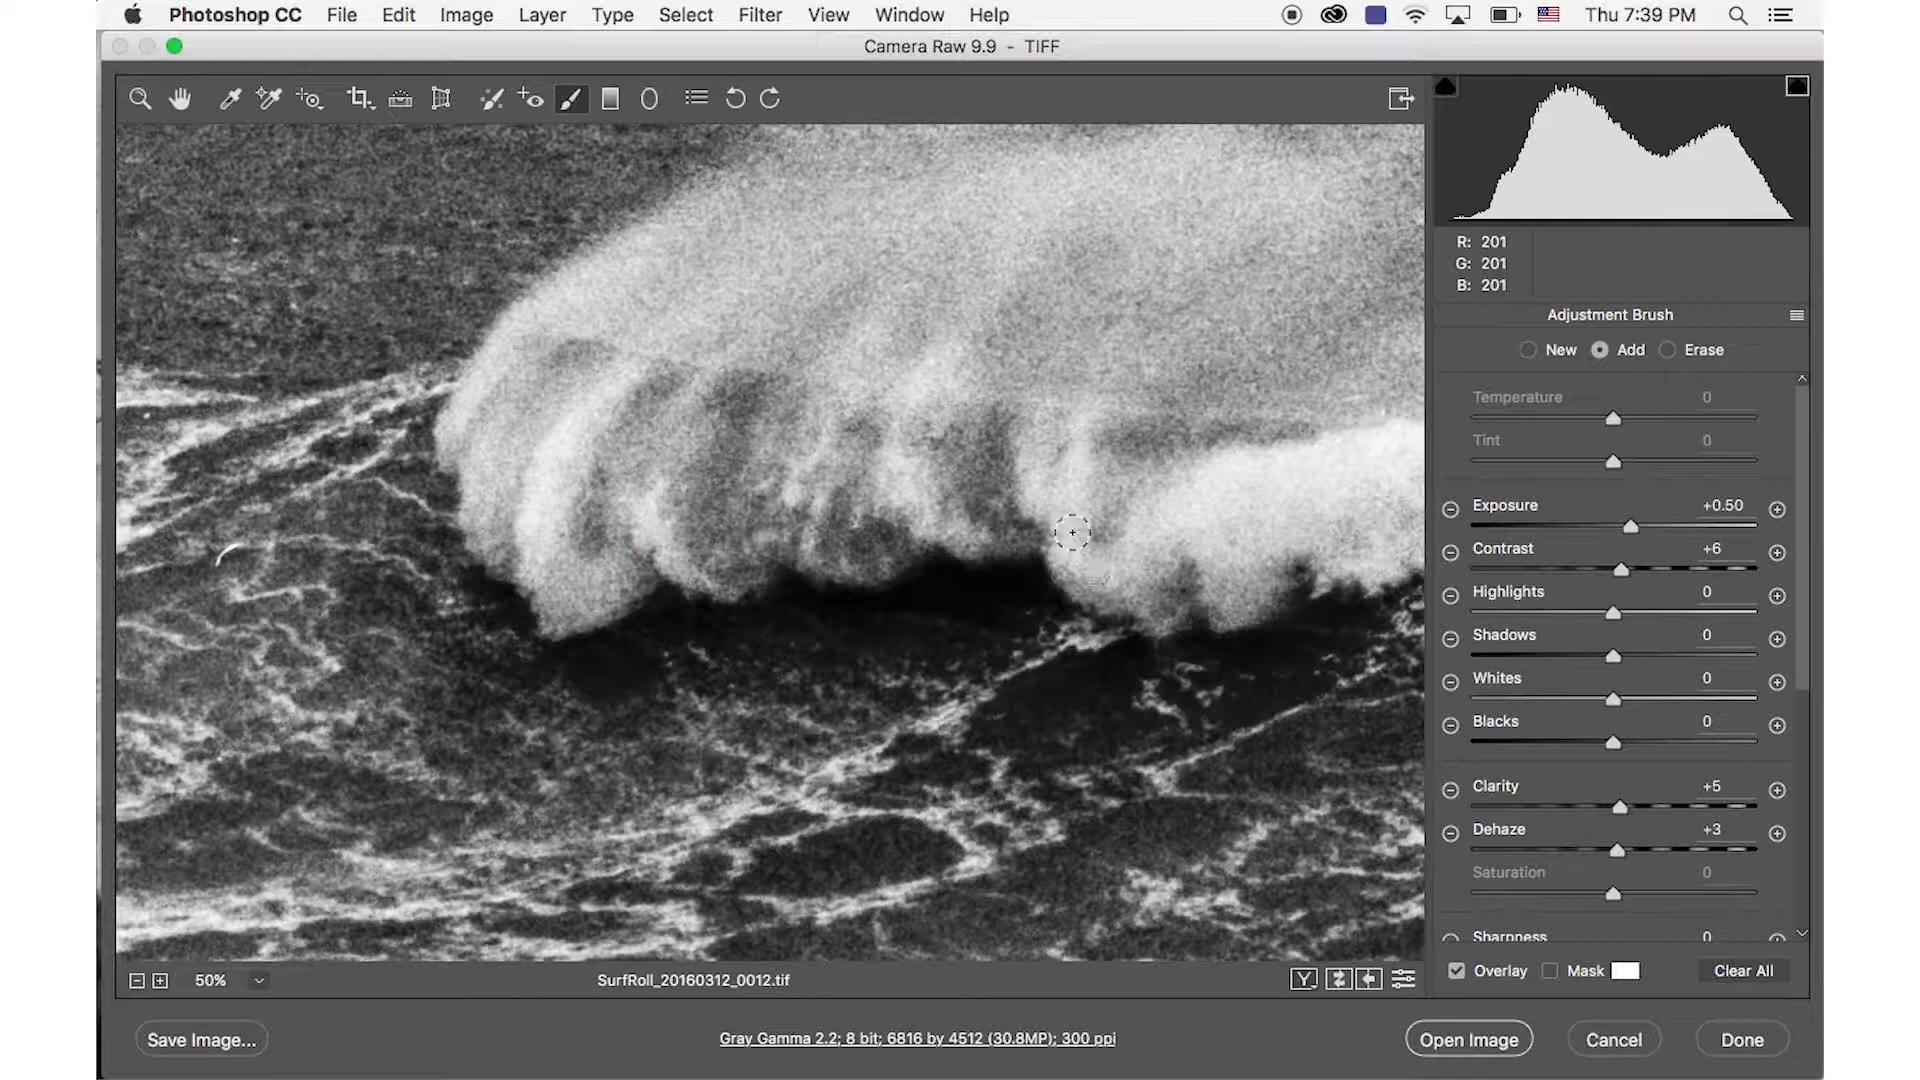 Photoshop CC File Edit Image Layer Type Select Filter View Window Help Thu 7:39 PM
Camera Raw 9.9 - TIFF
R: 201
G: 201
B: 201
Adjustment Brush
New Add Erase
Temperature 0
Tint 0
Exposure +0.50
Contrast +6
Highlights 0
Shadows 0
Whites 0
Blacks 0
Clarity +5
Dehaze +3
Saturation 0
Sharpness 0
50% SurfRoll_20160312_0012.tif Y Overlay Mask Clear All
Save Image... Gray Gamma 2.2; 8 bit; 6816 by 4512 (30.8MP); 300 ppi Open Image Cancel Done